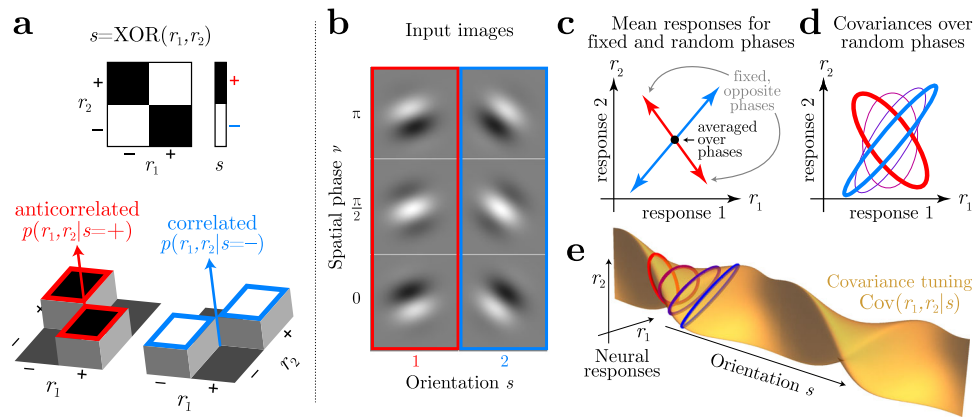 a
s=XOR(r₁,r₂)
+
r₂
−
− r₁ +
+
−
s
anticorrelated
p(r₁,r₂|s=+)
correlated
p(r₁,r₂|s=−)
+
−
− r₁ +
− r₁ +
+
r₂
−
b
Input images
Spatial phase ν
π
π/2
0
1 2
Orientation s
c
Mean responses for
fixed and random phases
r₂
response 2
fixed,
opposite
phases
averaged
over
phases
response 1
r₁
d
Covariances over
random phases
r₂
response 2
response 1
r₁
e
r₂
r₁
Neural
responses
Orientation s
Covariance tuning
Cov(r₁,r₂|s)